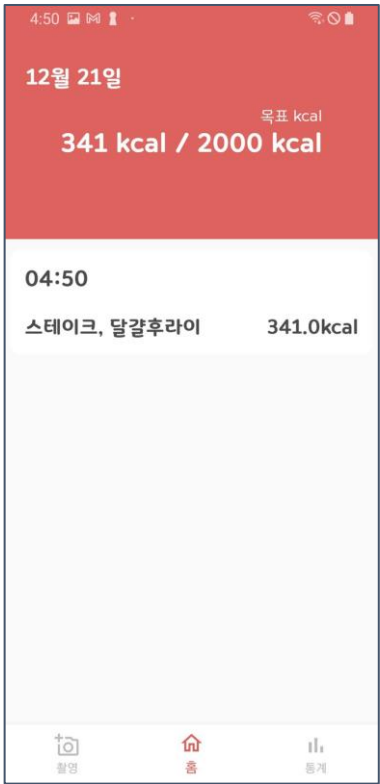 4:50
12월 21일
목표 kcal
341 kcal / 2000 kcal
04:50
스테이크, 달걀후라이 341.0kcal
촬영 홈 통계